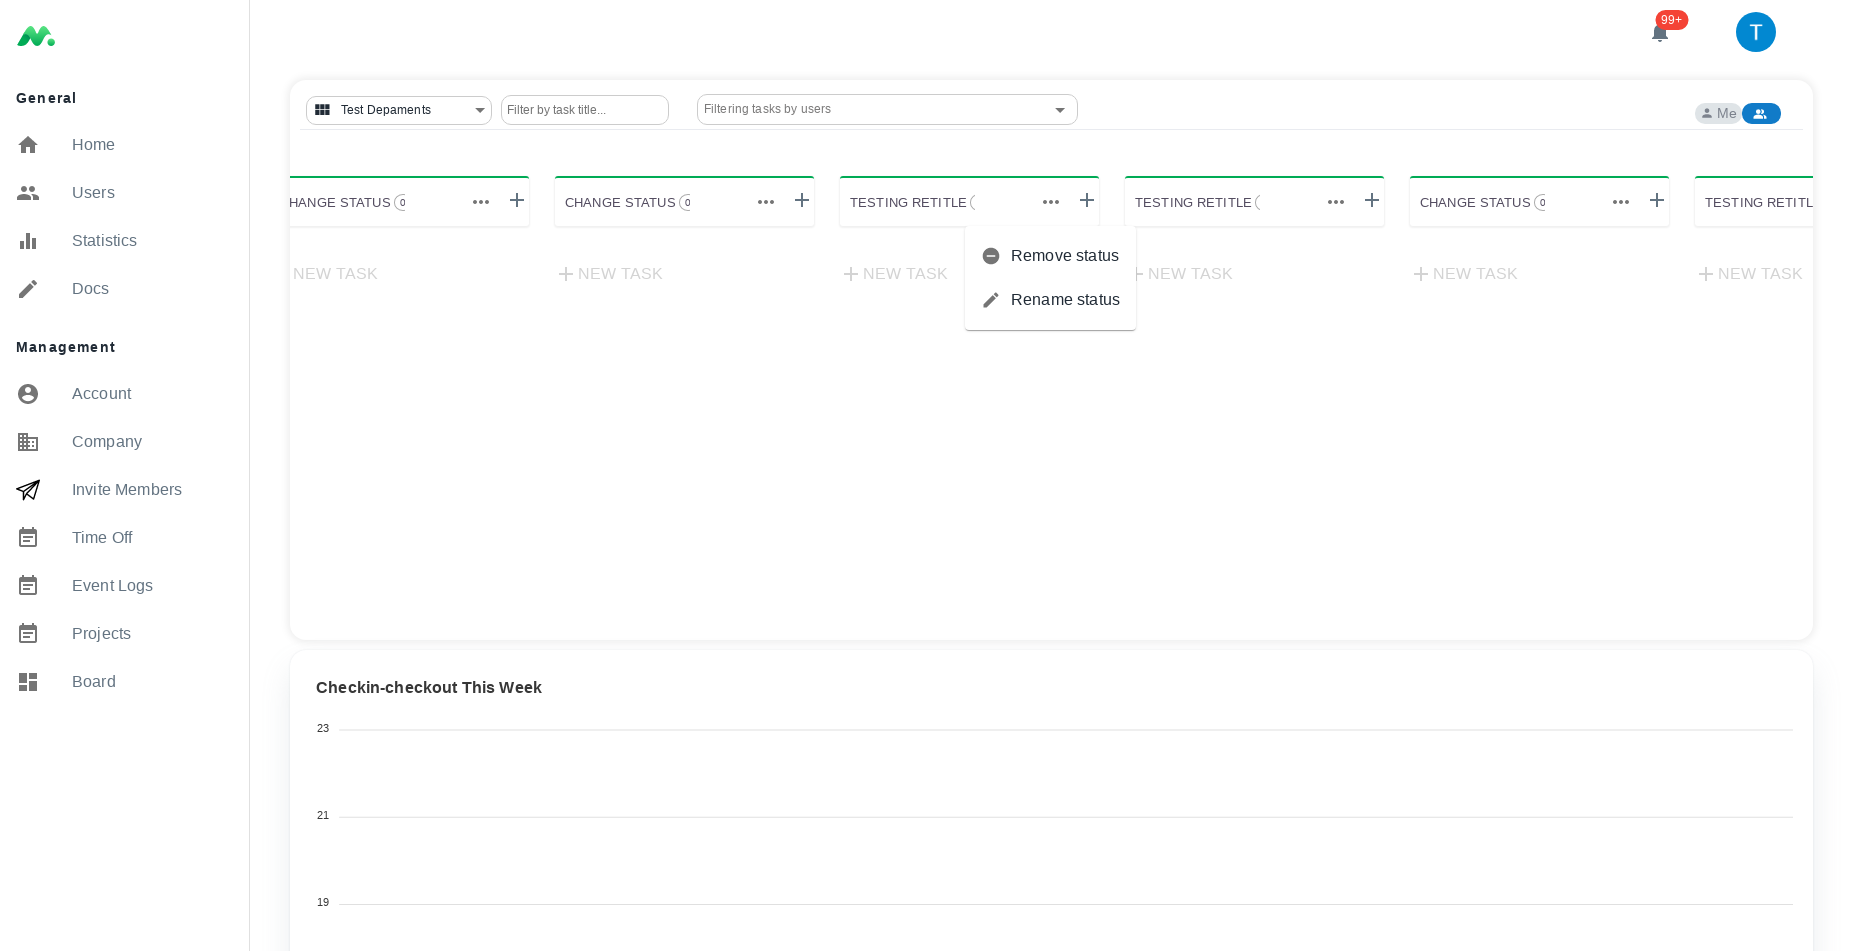 99+
T
General
Home
Users
Statistics
Docs
Management
Account
Company
Invite Members
Time Off
Event Logs
Projects
Board
Test Depaments
Filter by task title...
Filtering tasks by users
Me
HANGE STATUS 0
CHANGE STATUS 0
TESTING RETITLE
TESTING RETITLE
CHANGE STATUS 0
TESTING RETITL
NEW TASK
NEW TASK
NEW TASK
NEW TASK
NEW TASK
NEW TASK
Remove status
Rename status
Checkin-checkout This Week
23
21
19